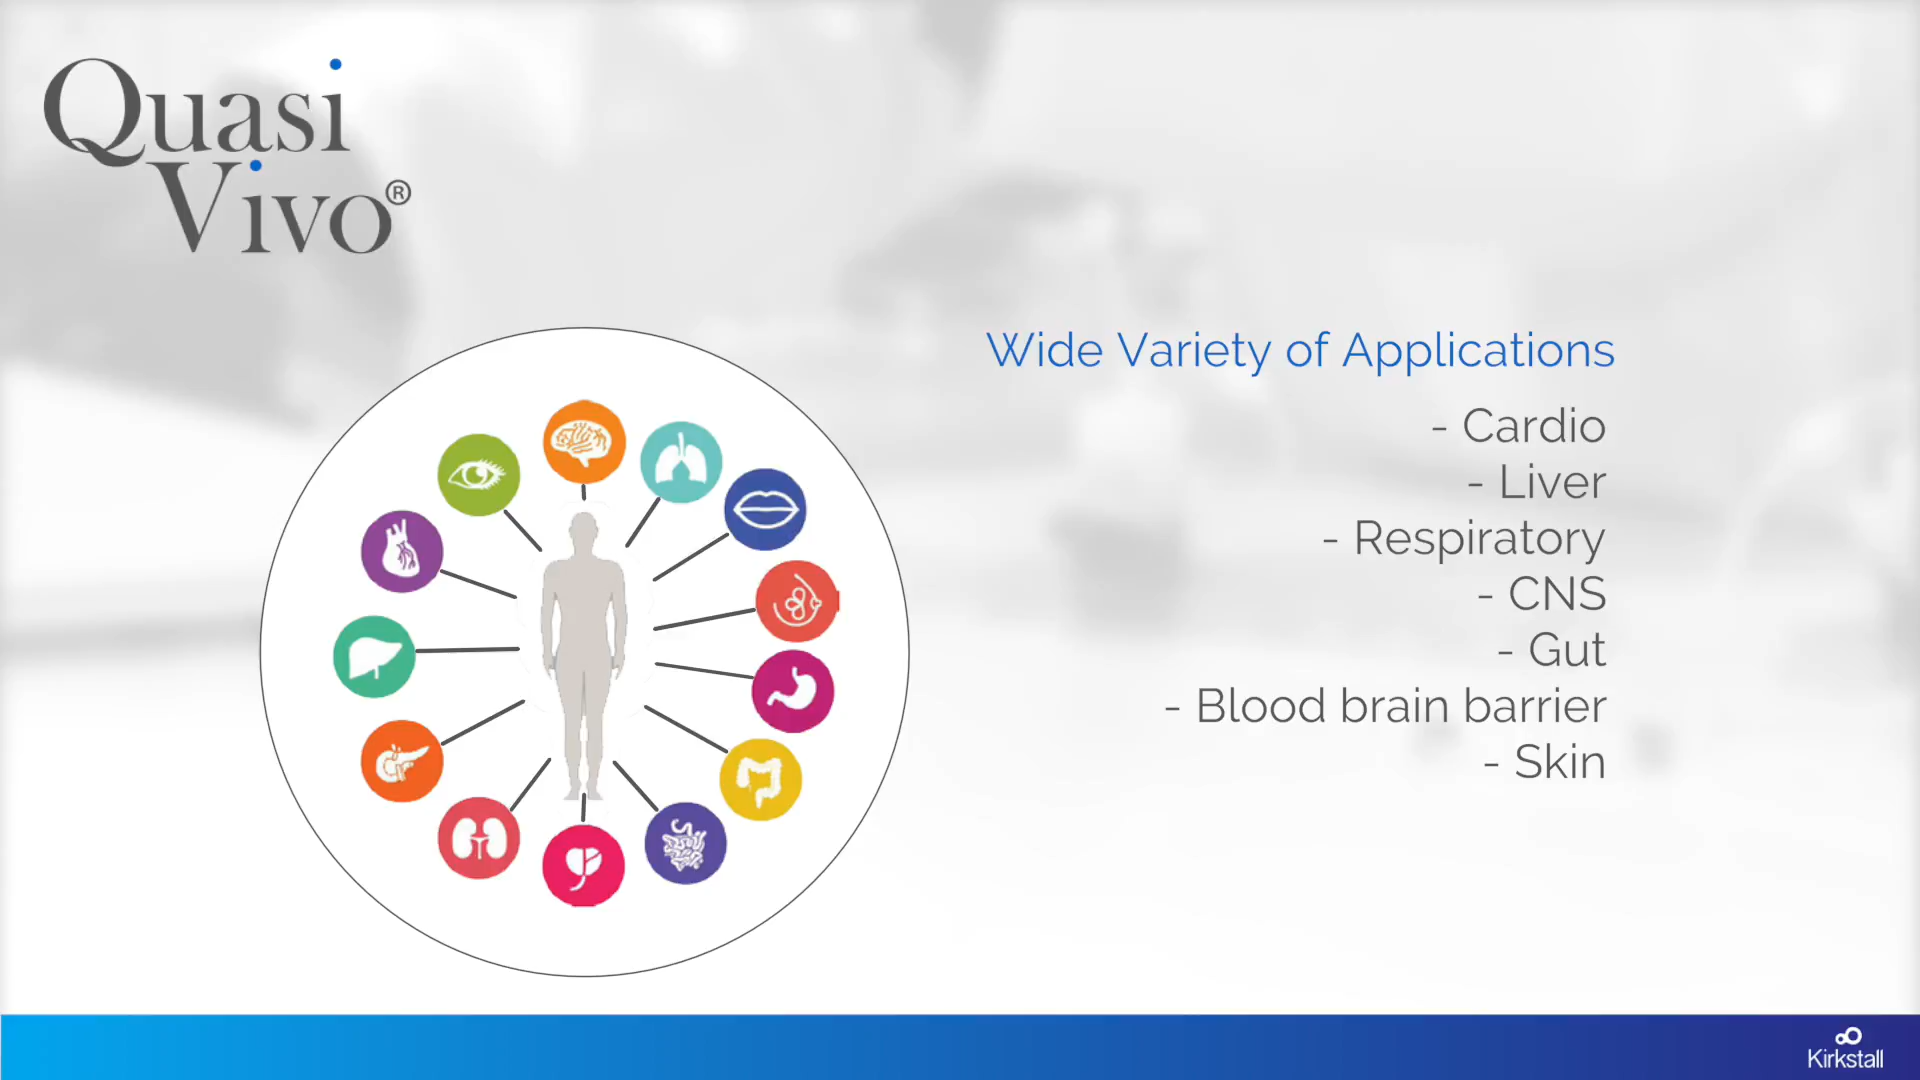 Quasi
Vivo®
Wide Variety of Applications
- Cardio
- Liver
- Respiratory
- CNS
- Gut
- Blood brain barrier
- Skin
Kirkstall